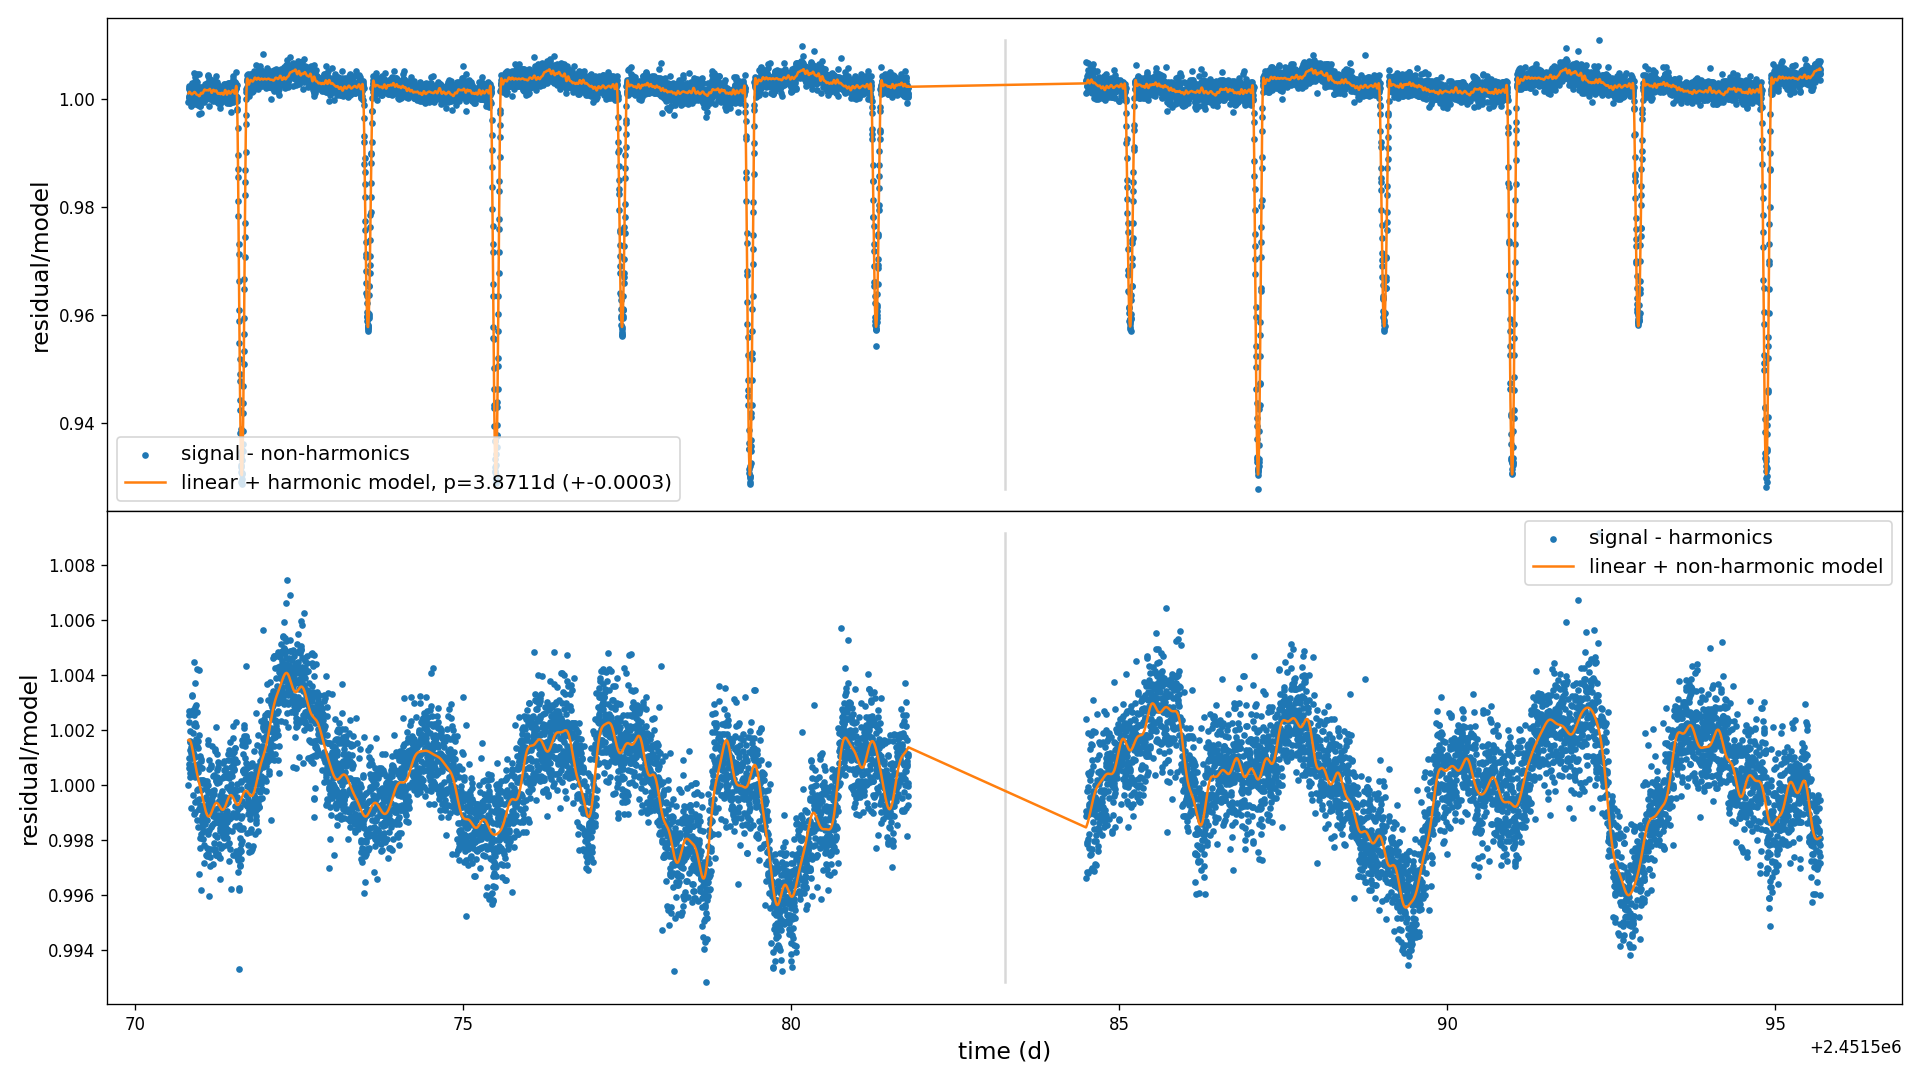 1.00
0.98
0.96
0.94
residual/model
signal - non-harmonics
linear + harmonic model, p=3.8711d (+-0.0003)
signal - harmonics
linear + non-harmonic model
1.008
1.006
1.004
1.002
1.000
0.998
0.996
0.994
residual/model
70
75
80
85
90
95
time (d)
+2.4515e6